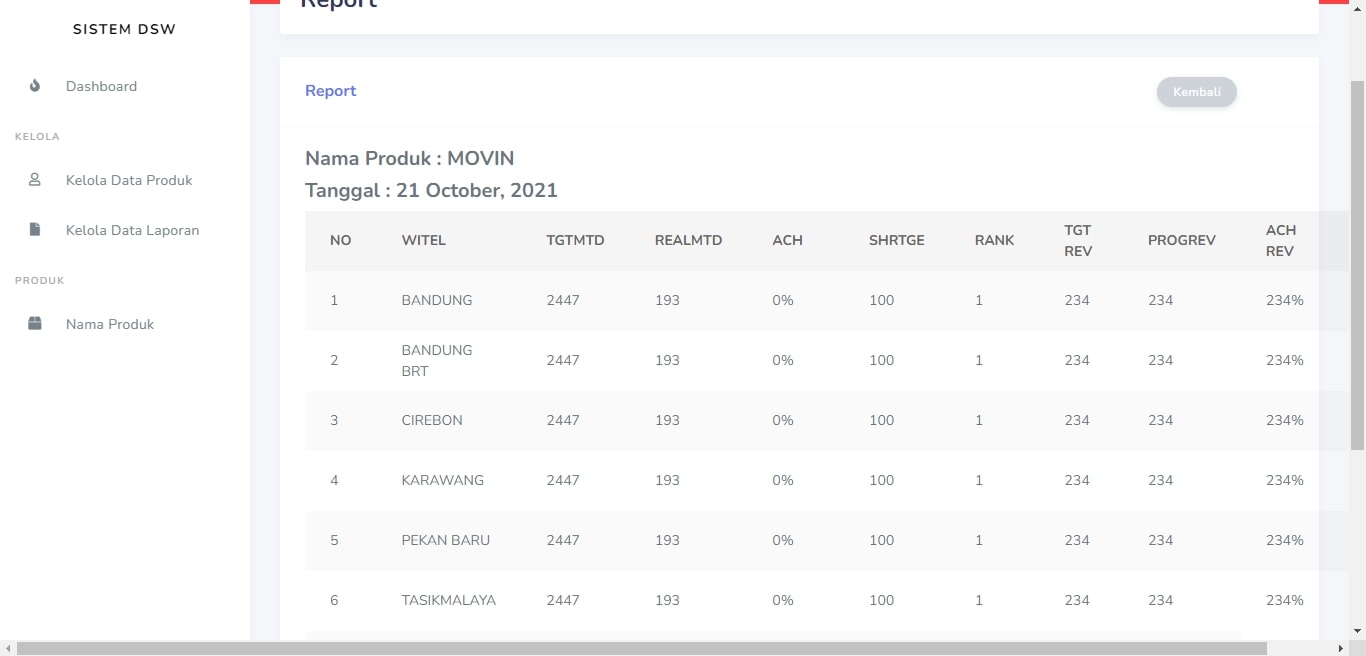 Report
SISTEM DSW
Dashboard
KELOLA
Kelola Data Produk
Kelola Data Laporan
PRODUK
Nama Produk
Report
Kembali
Nama Produk : MOVIN
Tanggal : 21 October, 2021
NO WITEL TGTMTD REALMTD ACH SHRTGE RANK TGT REV PROGREV ACH REV
1 BANDUNG 2447 193 0% 100 1 234 234 234%
2 BANDUNG BRT 2447 193 0% 100 1 234 234 234%
3 CIREBON 2447 193 0% 100 1 234 234 234%
4 KARAWANG 2447 193 0% 100 1 234 234 234%
5 PEKAN BARU 2447 193 0% 100 1 234 234 234%
6 TASIKMALAYA 2447 193 0% 100 1 234 234 234%